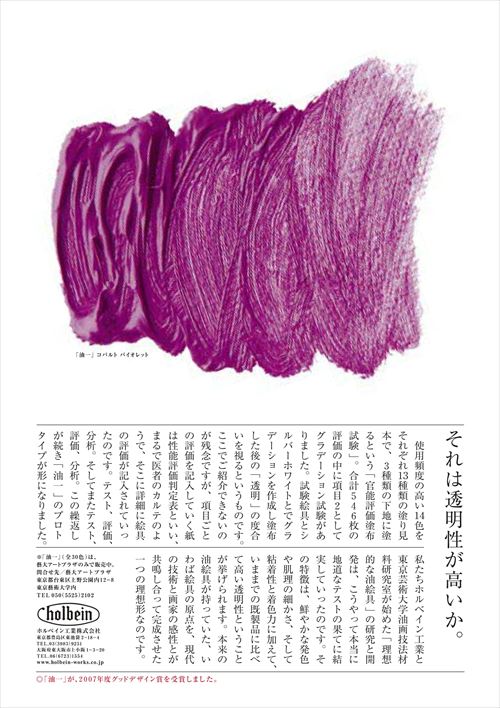 「油一」コバルト バイオレット
それは透明性が高いか。
使用頻度の高い14色を
それぞれ13種類の塗り見
本で、3種類の下地に塗
るという「官能評価塗布
試験」。合計546枚の
評価の中に項目2として
グラデーション試験があ
りました。試験絵具とシ
ルバーホワイトとでグラ
デーションを作成し塗布
した後の「透明」の度合
いを視るというものです。
ここでご紹介できないの
が残念ですが、項目ごと
の評価を記入していく紙
は性能評価判定表といい、
まるで医者のカルテのよ
うで、そこに詳細に絵具
の評価が記入されていっ
たのです。テスト、評価、
分析。そしてまたテスト、
評価、分析。この繰返し
が続き「油一」のプロト
タイプが形になりました。
私たちホルベイン工業と
東京芸術大学油画技法材
料研究室が始めた「理想
的な油絵具」の研究と開
発は、こうやって本当に
地道なテストの果てに結
実していったのです。そ
の特徴は、鮮やかな発色
や肌理の細かさ、そして
粘着性と着色力に加えて、
いままでの既製品に比べ
て高い透明性ということ
が挙げられます。本来の
油絵具が持っていた、い
わば絵具の原点を、現代
の技術と画家の感性とが
共鳴し合って完成させた
一つの理想形なのです。
※「油一」（全30色）は、
藝大アートプラザのみで販売中。
問合せ先／藝大アートプラザ
東京都台東区上野公園内12-8
東京藝術大学内
TEL 050(5525)2102
holbein
ホルベイン工業株式会社
東京都豊島区東池袋2-18-4
TEL.03(3983)9251
大阪府東大阪市上小阪1-3-20
TEL.06(6723)1554
www.holbein-works.co.jp
◎「油一」が、2007年度グッドデザイン賞を受賞しました。